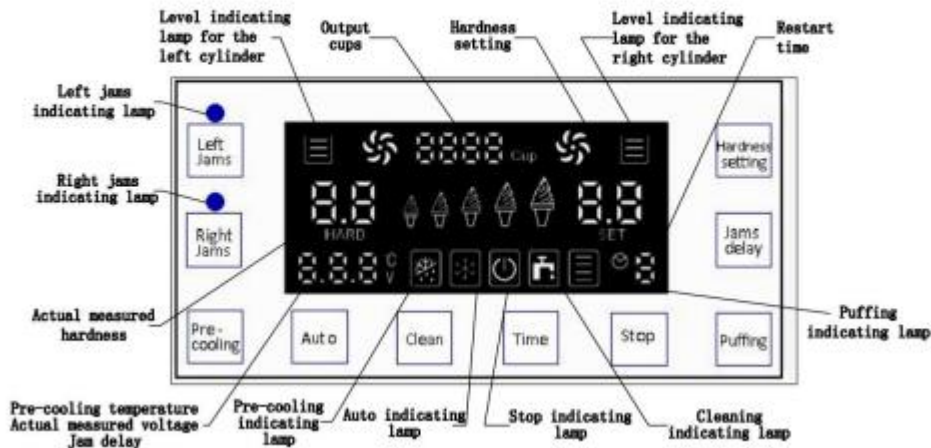 Level indicating
lamp for the
left cylinder
Output
cups
Hardness
setting
Level indicating
lamp for the
right cylinder
Restart
time
Left jams
indicating lamp
Left
Jams
8888 Cup
Hardness
setting
Right jams
indicating lamp
8.8
HARD
8.8
SET
Right
Jams
Jams
delay
8.8.8 C
V
8
Actual measured
hardness
Puffing
indicating lamp
Pre-
cooling
Auto
Clean
Time
Stop
Puffing
Pre-cooling temperature
Actual measured voltage
Jam delay
Pre-cooling
indicating
lamp
Auto indicating
lamp
Stop indicating
lamp
Cleaning
indicating lamp